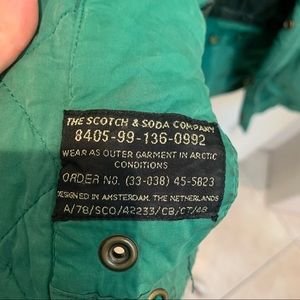 THE SCOTCH & SODA COMPANY
8405-99-136-0992
WEAR AS OUTER GARMENT IN ARCTIC
CONDITIONS
ORDER NO. (33-038) 45-5823
DESIGNED IN AMSTERDAM, THE NETHERLANDS
A/78/SCO/42233/CB/CT/48